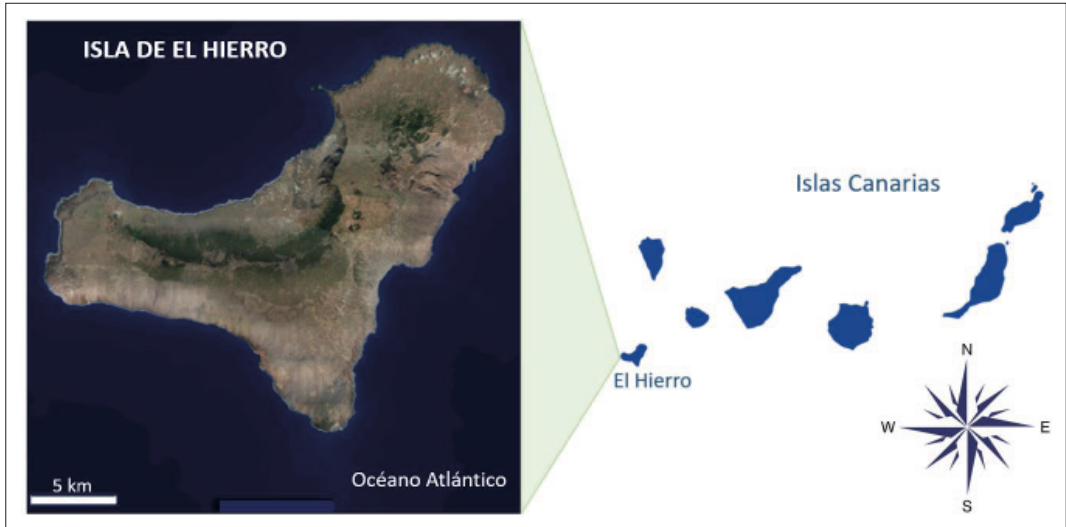 ISLA DE EL HIERRO
Islas Canarias
El Hierro
N
W
E
S
5 km
Océano Atlántico